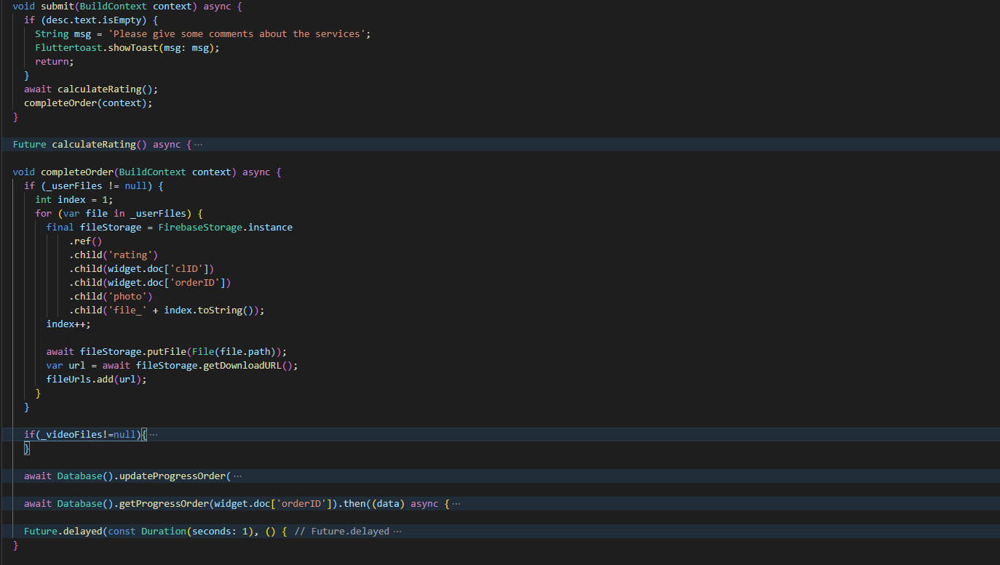 void submit(BuildContext context) async {
if (desc.text.isEmpty) {
String msg = 'Please give some comments about the services';
Fluttertoast.showToast(msg: msg);
return;
}
await calculateRating();
completeOrder(context);
}
Future calculateRating() async { ···
void completeOrder(BuildContext context) async {
if (_userFiles != null) {
int index = 1;
for (var file in _userFiles) {
final fileStorage = FirebaseStorage.instance
.ref()
.child('rating')
.child(widget.doc['clID'])
.child(widget.doc['orderID'])
.child('photo')
.child('file_' + index.toString());
index++;
await fileStorage.putFile(File(file.path));
var url = await fileStorage.getDownloadURL();
fileUrls.add(url);
}
}
if(_videoFiles!=null){ ···
}
await Database().updateProgressOrder( ···
await Database().getProgressOrder(widget.doc['orderID']).then((data) async { ···
Future.delayed(const Duration(seconds: 1), () { // Future.delayed ···
}